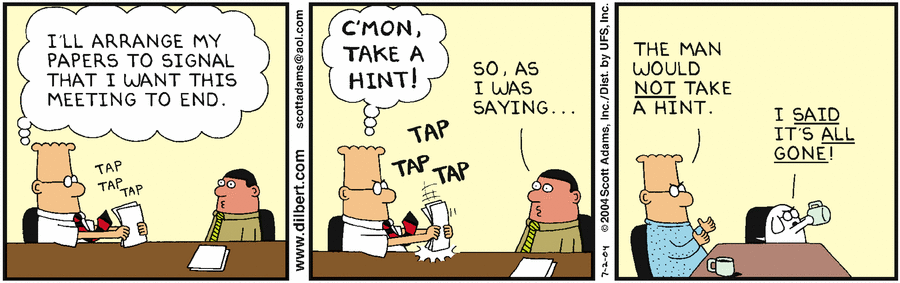 I'LL ARRANGE MY
PAPERS TO SIGNAL
THAT I WANT THIS
MEETING TO END.
TAP
TAP
TAP
scottadams@aol.com
www.dilbert.com
C'MON,
TAKE A
HINT!
TAP
TAP
TAP
SO, AS
I WAS
SAYING...
7-2-04 © 2004 Scott Adams, Inc./Dist. by UFS, Inc.
THE MAN
WOULD
NOT TAKE
A HINT.
I SAID
IT'S ALL
GONE!